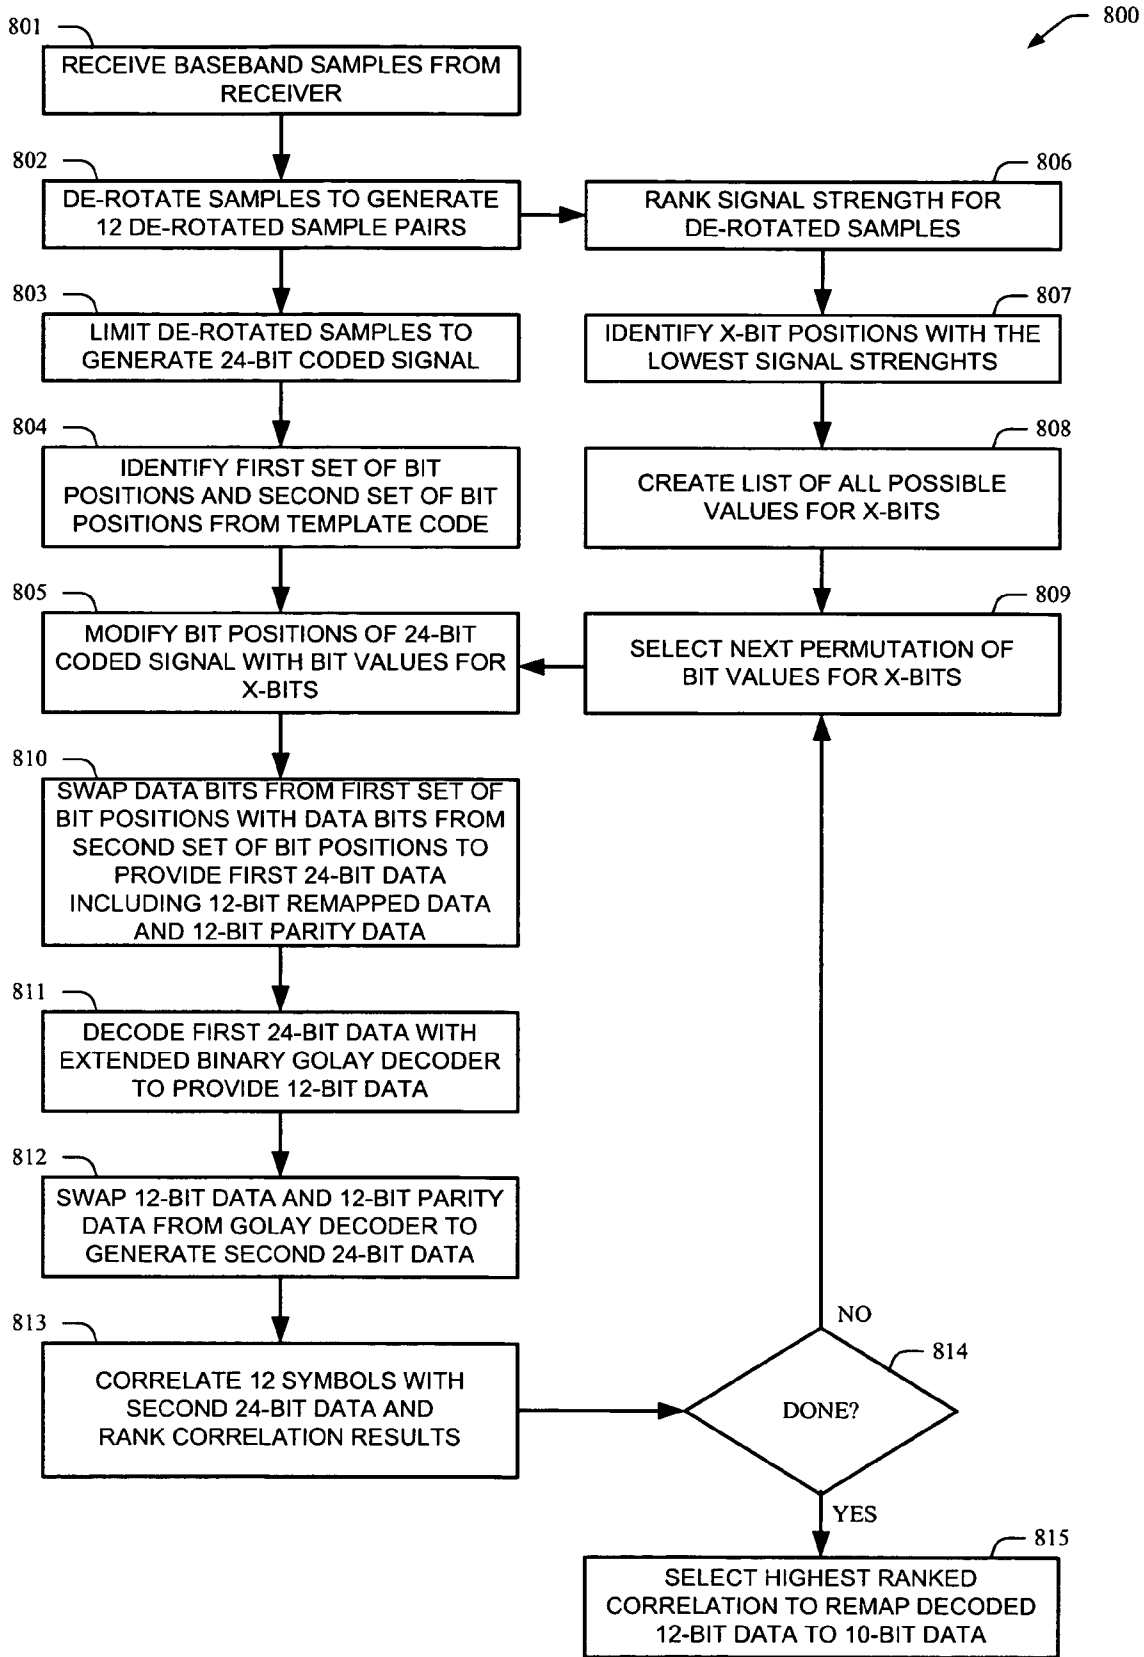 800
801
RECEIVE BASEBAND SAMPLES FROM
RECEIVER
802
DE-ROTATE SAMPLES TO GENERATE
12 DE-ROTATED SAMPLE PAIRS
803
LIMIT DE-ROTATED SAMPLES TO
GENERATE 24-BIT CODED SIGNAL
804
IDENTIFY FIRST SET OF BIT
POSITIONS AND SECOND SET OF BIT
POSITIONS FROM TEMPLATE CODE
805
MODIFY BIT POSITIONS OF 24-BIT
CODED SIGNAL WITH BIT VALUES FOR
X-BITS
806
RANK SIGNAL STRENGTH FOR
DE-ROTATED SAMPLES
807
IDENTIFY X-BIT POSITIONS WITH THE
LOWEST SIGNAL STRENGHTS
808
CREATE LIST OF ALL POSSIBLE
VALUES FOR X-BITS
809
SELECT NEXT PERMUTATION OF
BIT VALUES FOR X-BITS
810
SWAP DATA BITS FROM FIRST SET OF
BIT POSITIONS WITH DATA BITS FROM
SECOND SET OF BIT POSITIONS TO
PROVIDE FIRST 24-BIT DATA
INCLUDING 12-BIT REMAPPED DATA
AND 12-BIT PARITY DATA
811
DECODE FIRST 24-BIT DATA WITH
EXTENDED BINARY GOLAY DECODER
TO PROVIDE 12-BIT DATA
812
SWAP 12-BIT DATA AND 12-BIT PARITY
DATA FROM GOLAY DECODER TO
GENERATE SECOND 24-BIT DATA
813
CORRELATE 12 SYMBOLS WITH
SECOND 24-BIT DATA AND
RANK CORRELATION RESULTS
NO
814
DONE?
YES
815
SELECT HIGHEST RANKED
CORRELATION TO REMAP DECODED
12-BIT DATA TO 10-BIT DATA